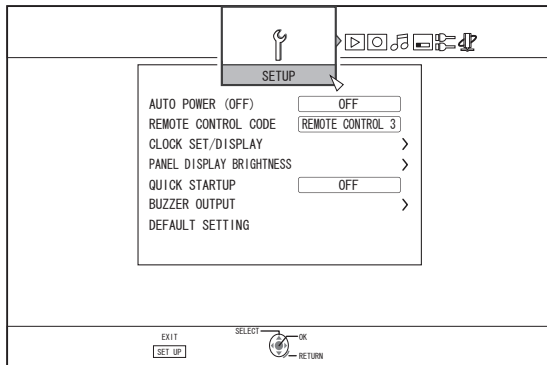 SETUP
AUTO POWER (OFF) OFF
REMOTE CONTROL CODE REMOTE CONTROL 3
CLOCK SET/DISPLAY
PANEL DISPLAY BRIGHTNESS
QUICK STARTUP OFF
BUZZER OUTPUT
DEFAULT SETTING
EXIT
SET UP
SELECT
OK
RETURN